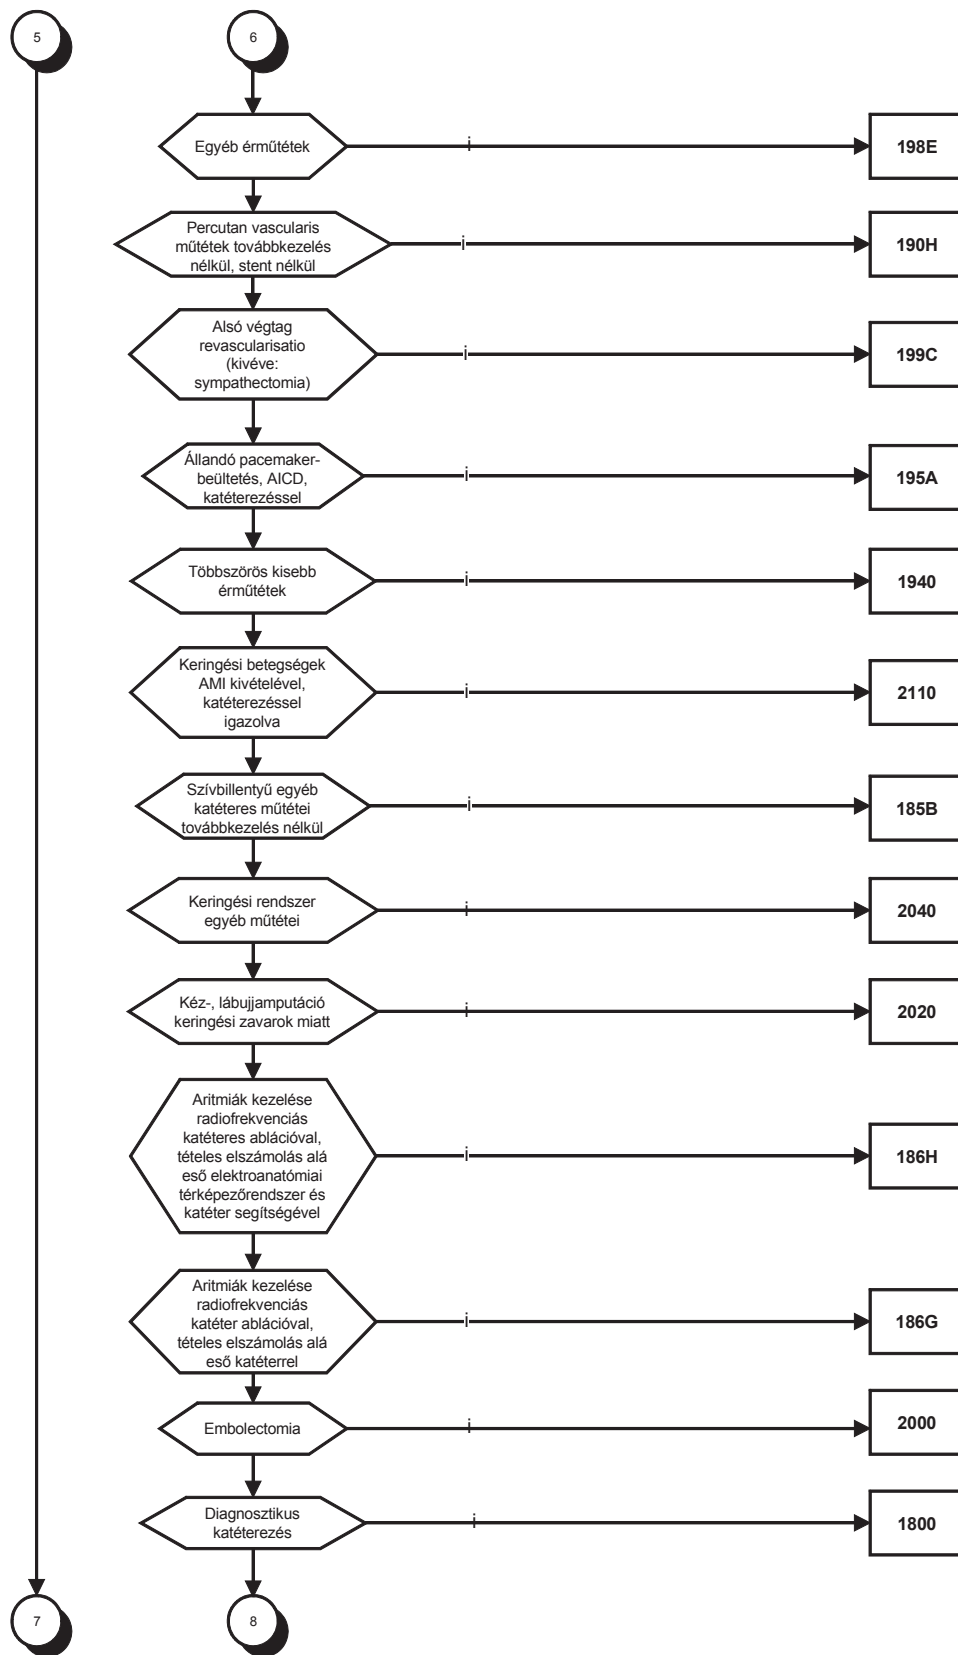 5
6
Egyéb érműtétek
i
198E
Percutan vascularis
műtétek továbbkezelés
nélkül, stent nélkül
i
190H
Alsó végtag
revascularisatio
(kivéve:
sympathectomia)
i
199C
Állandó pacemaker-
beültetés, AICD,
katéterezéssel
i
195A
Többszörös kisebb
érműtétek
i
1940
Keringési betegségek
AMI kivételével,
katéterezéssel
igazolva
i
2110
Szívbillentyű egyéb
katéteres műtétei
továbbkezelés nélkül
i
185B
Keringési rendszer
egyéb műtétei
i
2040
Kéz-, lábujjamputáció
keringési zavarok miatt
i
2020
Aritmiák kezelése
radiofrekvenciás
katéteres ablációval,
tételes elszámolás alá
eső elektroanatómiai
térképezőrendszer és
katéter segítségével
i
186H
Aritmiák kezelése
radiofrekvenciás
katéter ablációval,
tételes elszámolás alá
eső katéterrel
i
186G
Embolectomia
i
2000
Diagnosztikus
katéterezés
i
1800
7
8